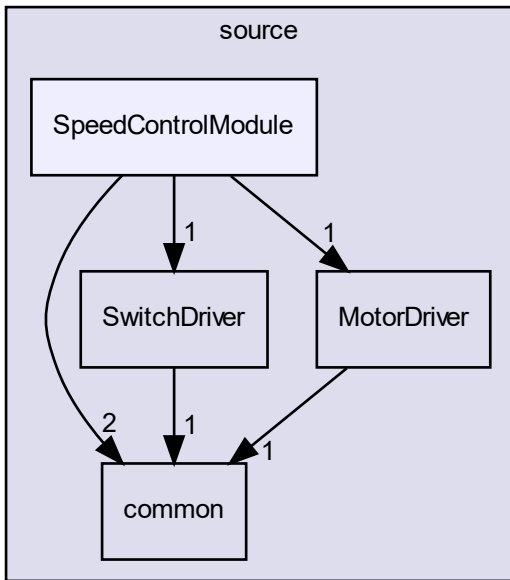 source
SpeedControlModule
1
1
SwitchDriver
MotorDriver
2
1
1
common